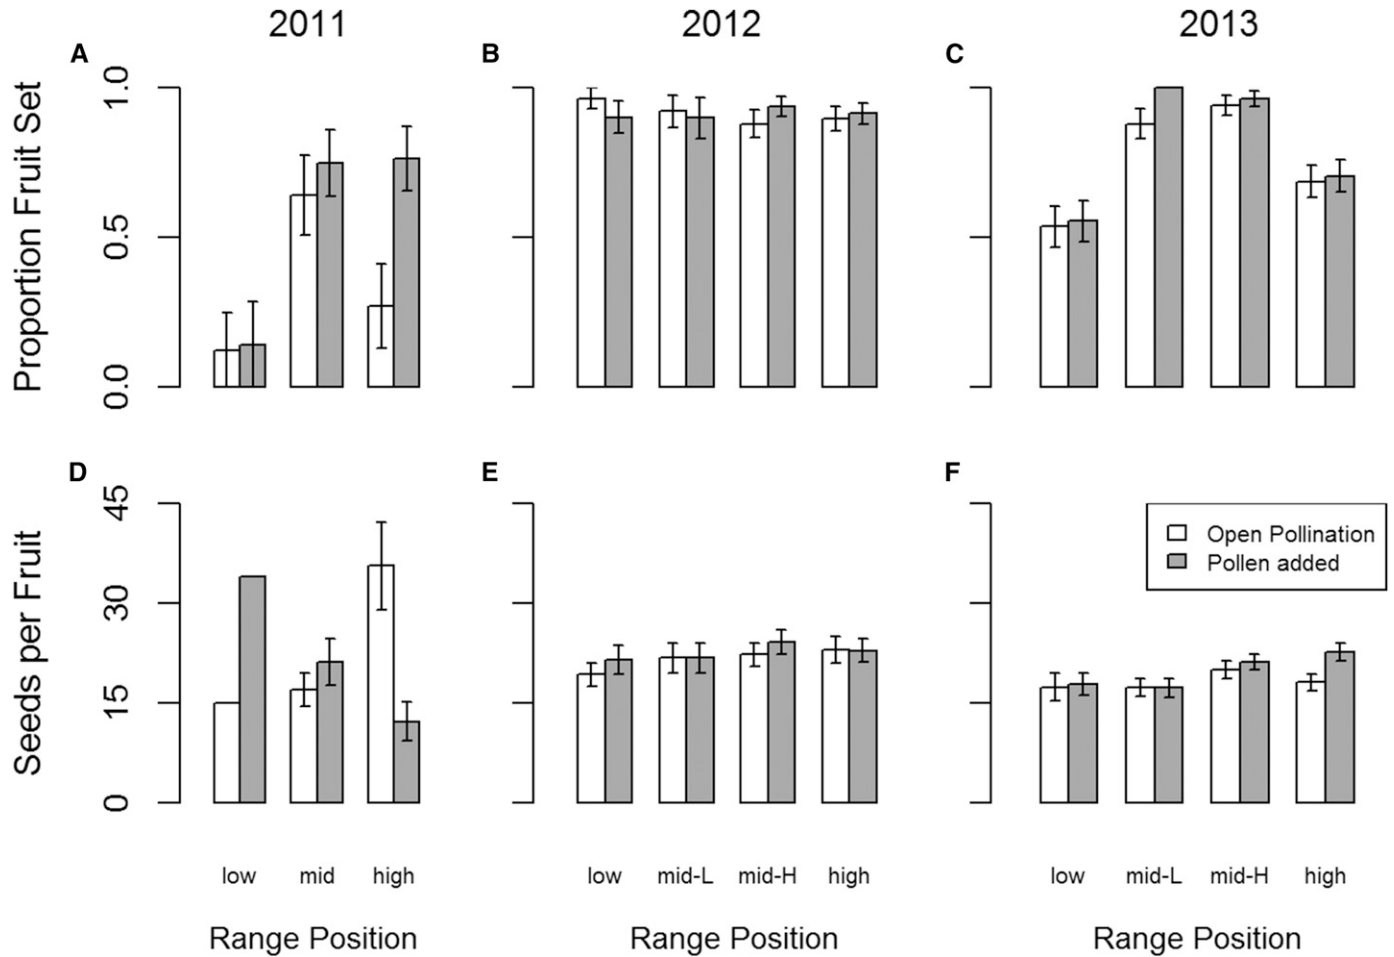 2011 2012 2013
A B C
Proportion Fruit Set
1.0
0.5
0.0
D E F
Seeds per Fruit
45
30
15
0
Open Pollination
Pollen added
low mid high low mid-L mid-H high low mid-L mid-H high
Range Position Range Position Range Position